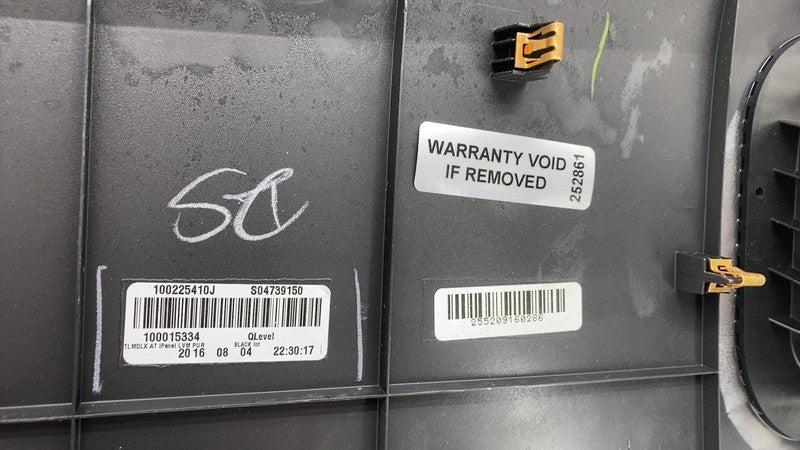 WARRANTY VOID
IF REMOVED
252861
100225410J S04739150
100015334 QLevel
TLMDLX AT IPanel LVM PUR BLACK Int
2016 08 04 22:30:17
255209160286